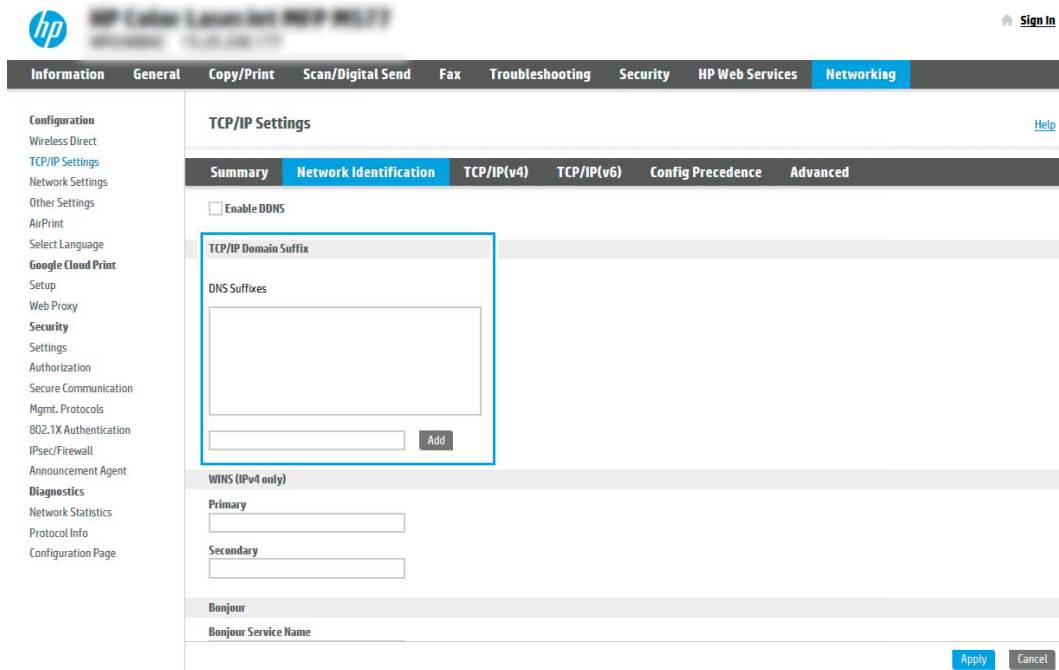 hp
Sign In
Information General Copy/Print Scan/Digital Send Fax Troubleshooting Security HP Web Services Networking
Configuration
Wireless Direct
TCP/IP Settings
Network Settings
Other Settings
AirPrint
Select Language
Google Cloud Print
Setup
Web Proxy
Security
Settings
Authorization
Secure Communication
Mgmt. Protocols
802.1X Authentication
IPsec/Firewall
Announcement Agent
Diagnostics
Network Statistics
Protocol Info
Configuration Page
TCP/IP Settings
Help
Summary Network Identification TCP/IP(v4) TCP/IP(v6) Config Precedence Advanced
Enable DDNS
TCP/IP Domain Suffix
DNS Suffixes
Add
WINS (IPv4 only)
Primary
Secondary
Bonjour
Bonjour Service Name
Apply Cancel